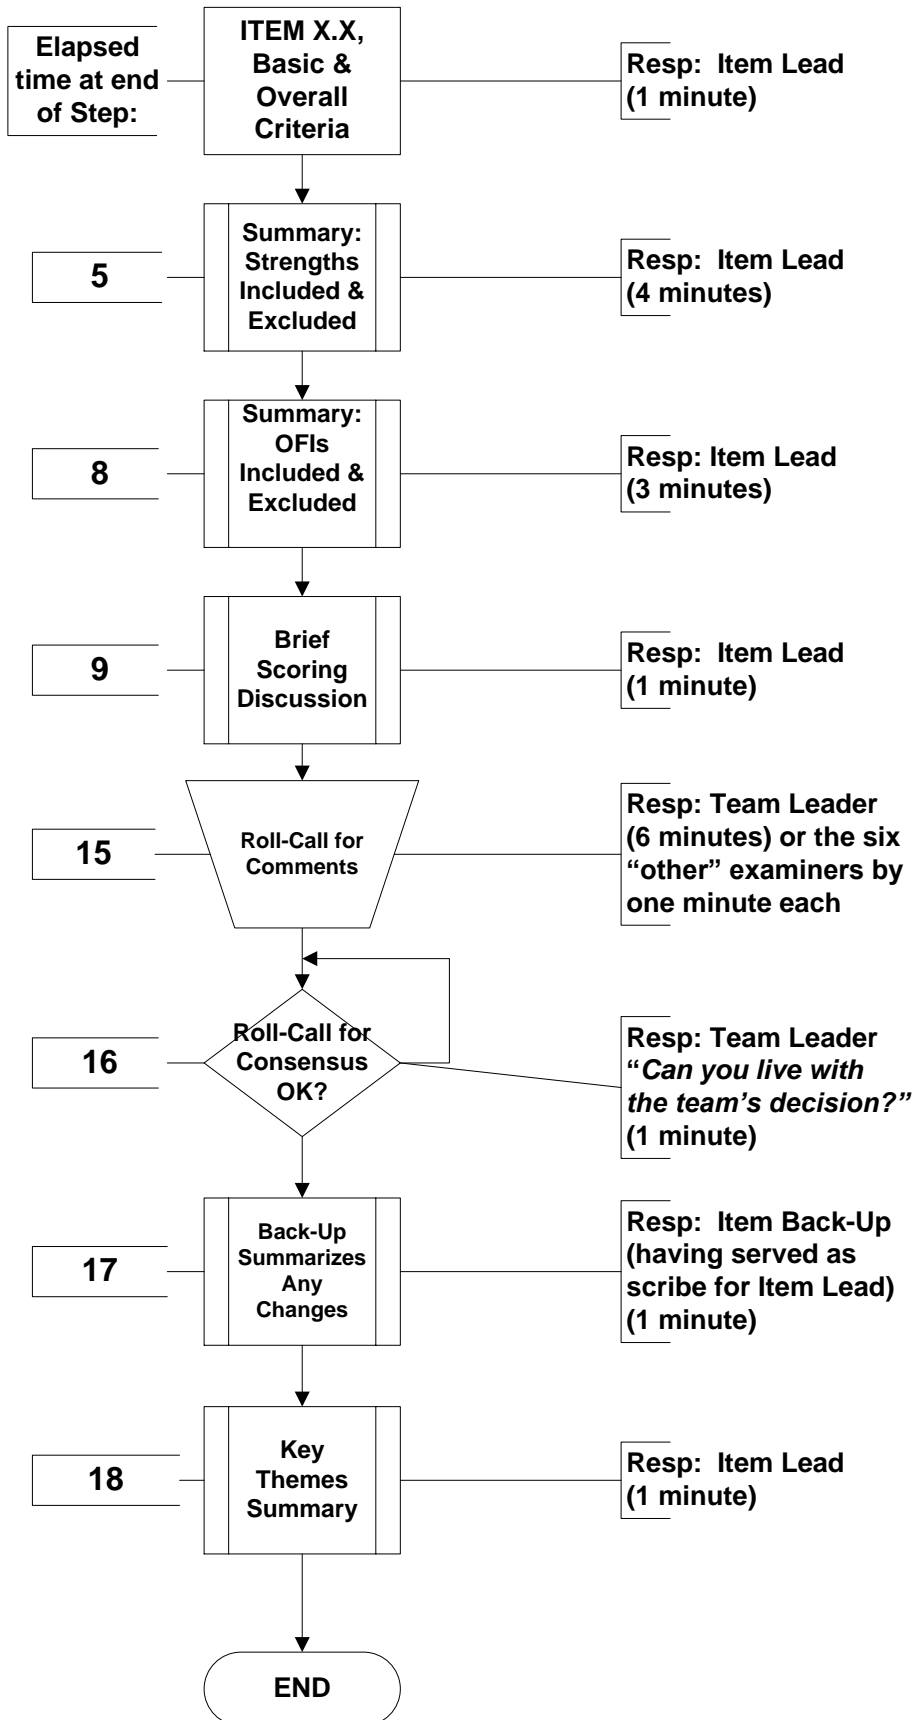 Elapsed
time at end
of Step:
ITEM X.X,
Basic &
Overall
Criteria
Resp:  Item Lead
(1 minute)
5
Summary:
Strengths
Included &
Excluded
Resp:  Item Lead
(4 minutes)
8
Summary:
OFIs
Included &
Excluded
Resp: Item Lead
(3 minutes)
9
Brief
Scoring
Discussion
Resp:  Item Lead
(1 minute)
15
Roll-Call for
Comments
Resp: Team Leader
(6 minutes) or the six
“other” examiners by
one minute each
16
Roll-Call for
Consensus
OK?
Resp: Team Leader
“Can you live with
the team’s decision?”
(1 minute)
17
Back-Up
Summarizes
Any
Changes
Resp:  Item Back-Up
(having served as
scribe for Item Lead)
(1 minute)
18
Key
Themes
Summary
Resp:  Item Lead
(1 minute)
END